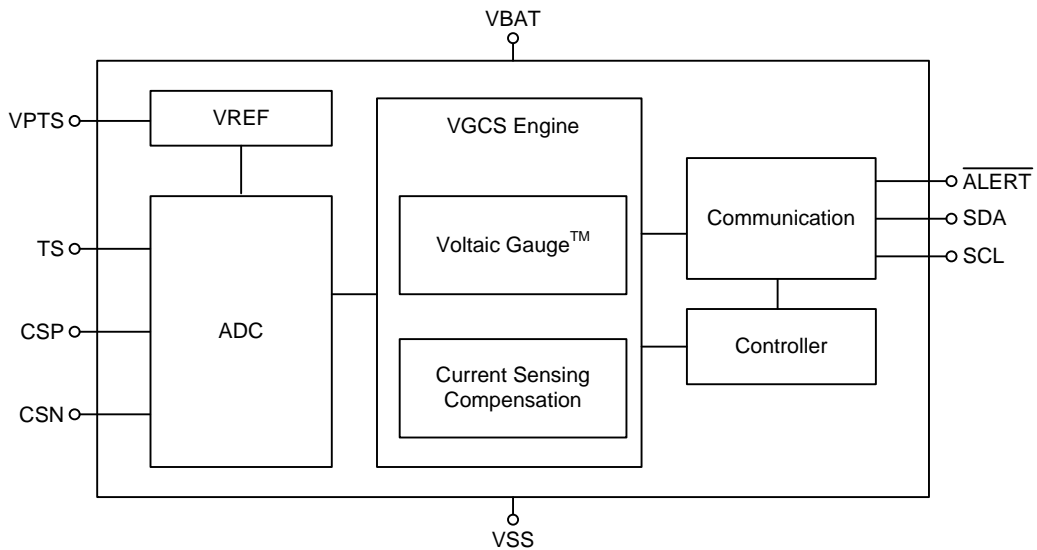 VBAT
VPTS
VREF
VGCS Engine
ALERT
TS
Voltaic Gauge™
Communication
SDA
SCL
CSP
ADC
Controller
CSN
Current Sensing
Compensation
VSS